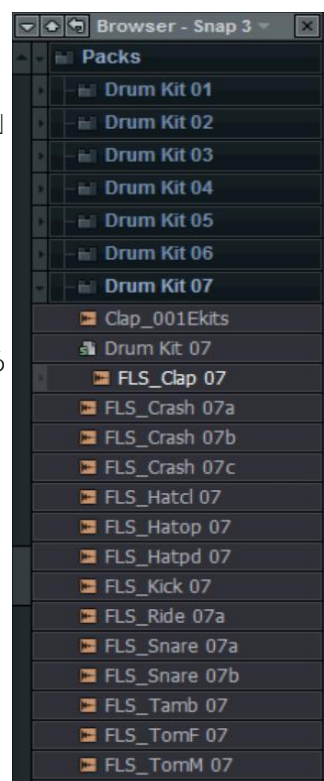 Browser - Snap 3
Packs
Drum Kit 01
Drum Kit 02
Drum Kit 03
Drum Kit 04
Drum Kit 05
Drum Kit 06
Drum Kit 07
Clap_001Ekits
Drum Kit 07
FLS_Clap 07
FLS_Crash 07a
FLS_Crash 07b
FLS_Crash 07c
FLS_Hatcl 07
FLS_Hatop 07
FLS_Hatpd 07
FLS_Kick 07
FLS_Ride 07a
FLS_Snare 07a
FLS_Snare 07b
FLS_Tamb 07
FLS_TomF 07
FLS_TomM 07